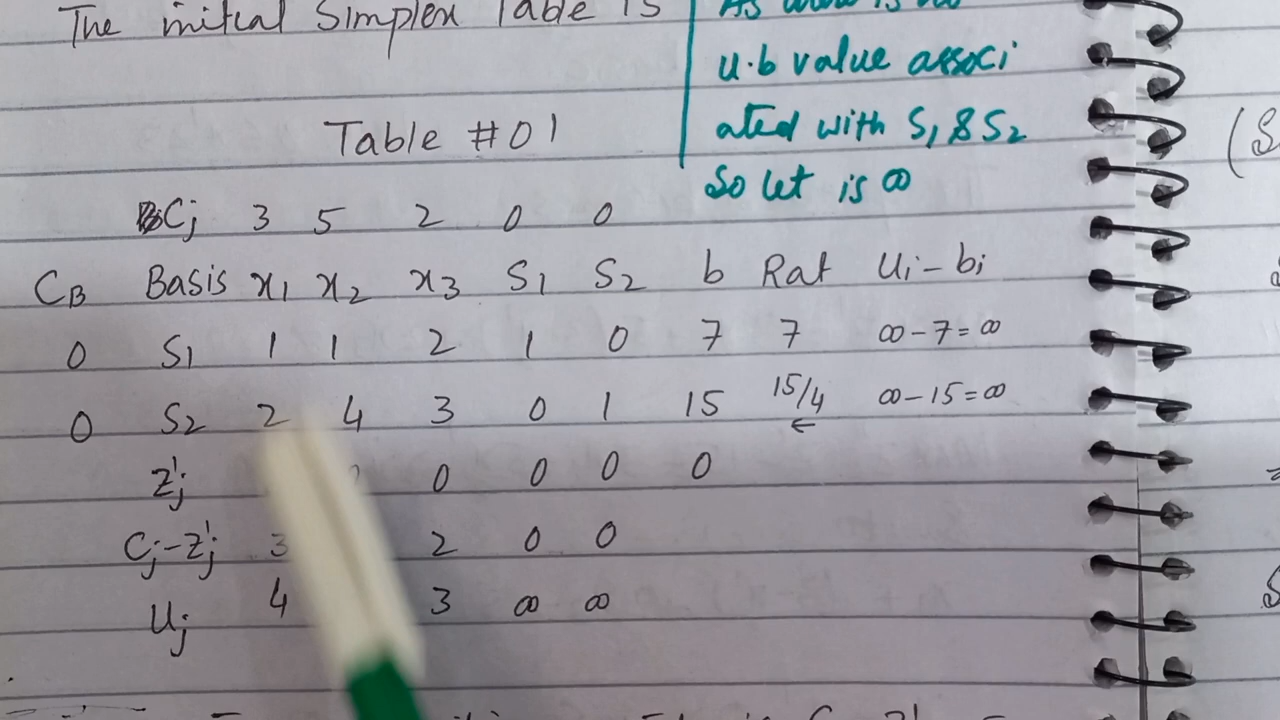 The initial Simplex Table is
u.b value associ
ated with S1 & S2
So let is ∞
Table #01
Cj 3 5 2 0 0
CB Basis x1 x2 x3 S1 S2 b Rat Ui-bi
0 S1 1 1 2 1 0 7 7 ∞-7=∞
0 S2 2 4 3 0 1 15 15/4 ∞-15=∞
←
Z'j 0 0 0 0
Cj-Z'j 3 2 0 0
Uj 4 3 ∞ ∞